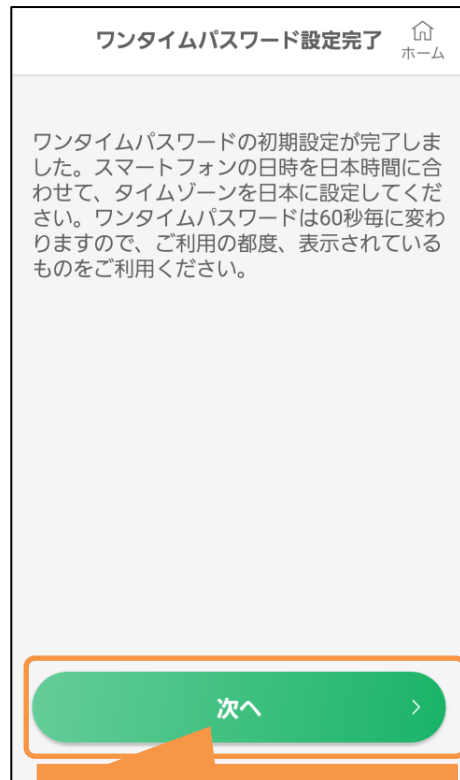 ワンタイムパスワード設定完了
ホーム
ワンタイムパスワードの初期設定が完了しま
した。スマートフォンの日時を日本時間に合
わせて、タイムゾーンを日本に設定してくだ
さい。ワンタイムパスワードは60秒毎に変わ
りますので、ご利用の都度、表示されている
ものをご利用ください。
次へ